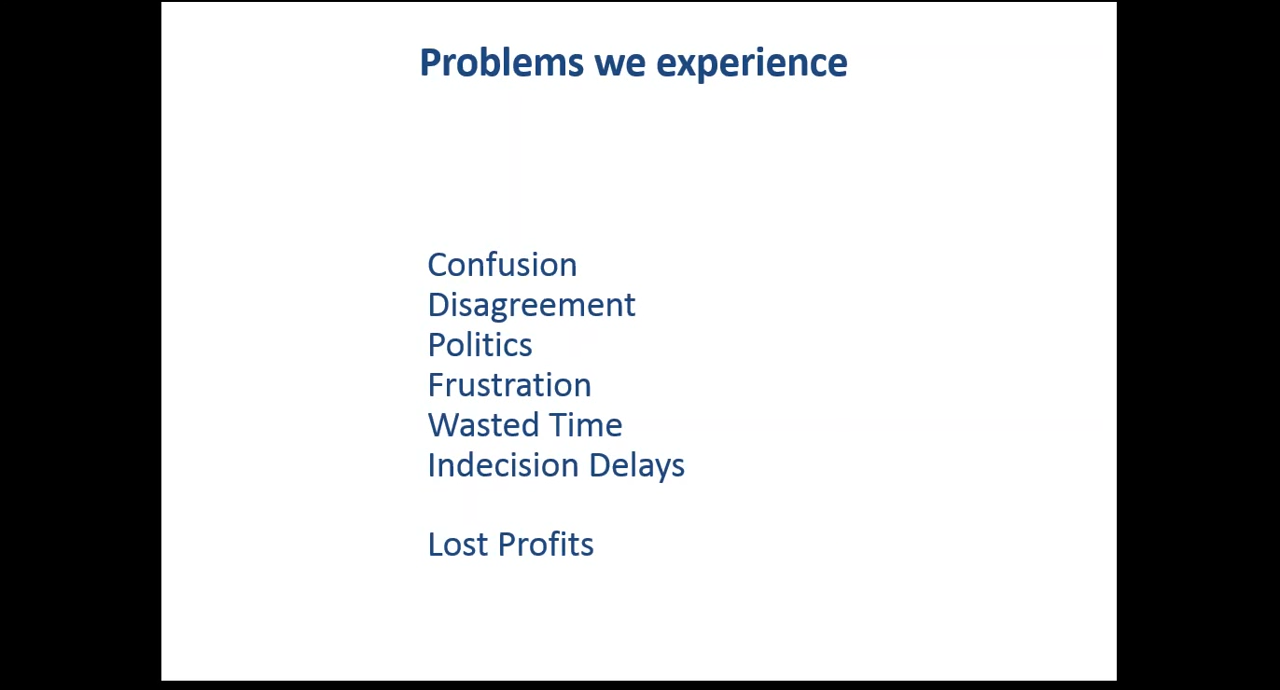 Problems we experience
Confusion
Disagreement
Politics
Frustration
Wasted Time
Indecision Delays
Lost Profits